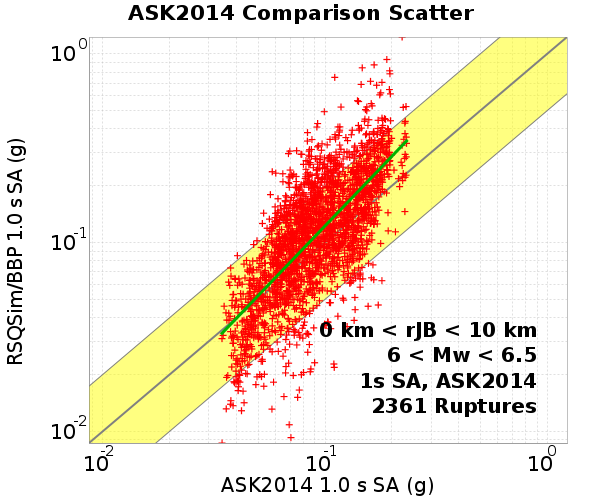 ASK2014 Comparison Scatter
RSQSim/BBP 1.0 s SA (g)
10^0
10^-1
10^-2
0 km < rJB < 10 km
6 < Mw < 6.5
1s SA, ASK2014
2361 Ruptures
10^-2 10^-1 10^0
ASK2014 1.0 s SA (g)